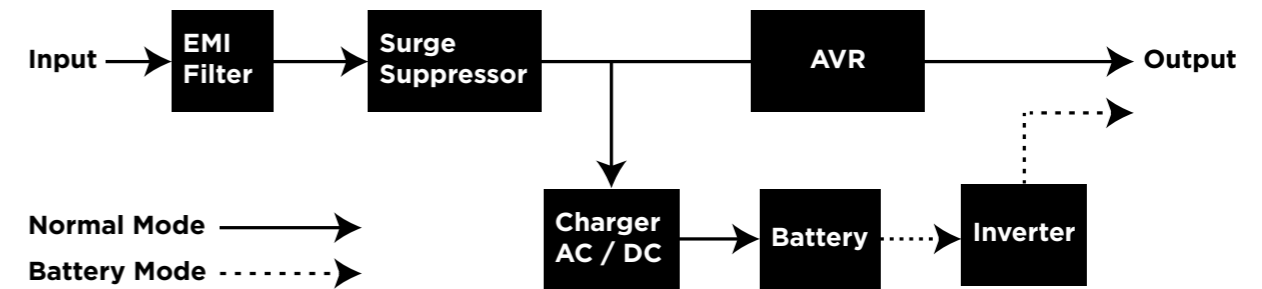 Input
EMI
Filter
Surge
Suppressor
AVR
Output
Normal Mode
Battery Mode
Charger
AC / DC
Battery
Inverter